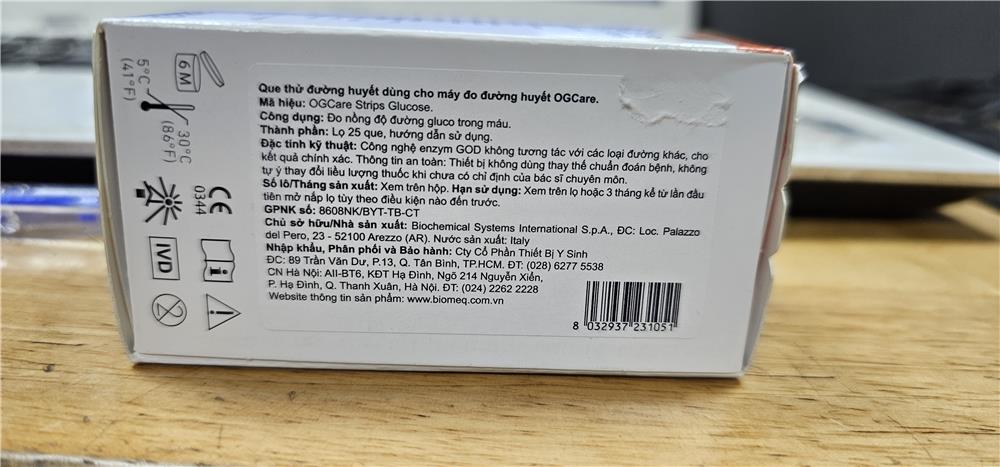 Que thử đường huyết dùng cho máy đo đường huyết OGCare.
Mã hiệu: OGCare Strips Glucose.
Công dụng: Đo nồng độ đường gluco trong máu.
Thành phần: Lọ 25 que, hướng dẫn sử dụng.
Đặc tính kỹ thuật: Công nghệ enzym GOD không tương tác với các loại đường khác, cho
kết quả chính xác. Thông tin an toàn: Thiết bị không dùng thay thế chuẩn đoán bệnh, không
tự ý thay đổi liều lượng thuốc khi chưa có chỉ định của bác sĩ chuyên môn.
Số lô/Tháng sản xuất: Xem trên hộp. Hạn sử dụng: Xem trên lọ hoặc 3 tháng kể từ lần đầu
tiên mở nắp lọ tùy theo điều kiện nào đến trước.
GPNK số: 8608NK/BYT-TB-CT
Chủ sở hữu/Nhà sản xuất: Biochemical Systems International S.p.A., ĐC: Loc. Palazzo
del Pero, 23 - 52100 Arezzo (AR). Nước sản xuất: Italy
Nhập khẩu, Phân phối và Bảo hành: Cty Cổ Phần Thiết Bị Y Sinh
ĐC: 89 Trần Văn Dư, P.13, Q. Tân Bình, TP.HCM. ĐT: (028) 6277 5538
CN Hà Nội: AII-BT6, KĐT Hạ Đình, Ngõ 214 Nguyễn Xiển,
P. Hạ Đình, Q. Thanh Xuân, Hà Nội. ĐT: (024) 2262 2228
Website thông tin sản phẩm: www.biomeq.com.vn
8 032937 231051
6M
5°C
(41°F)
30°C
(86°F)
CE
0344
IVD
2